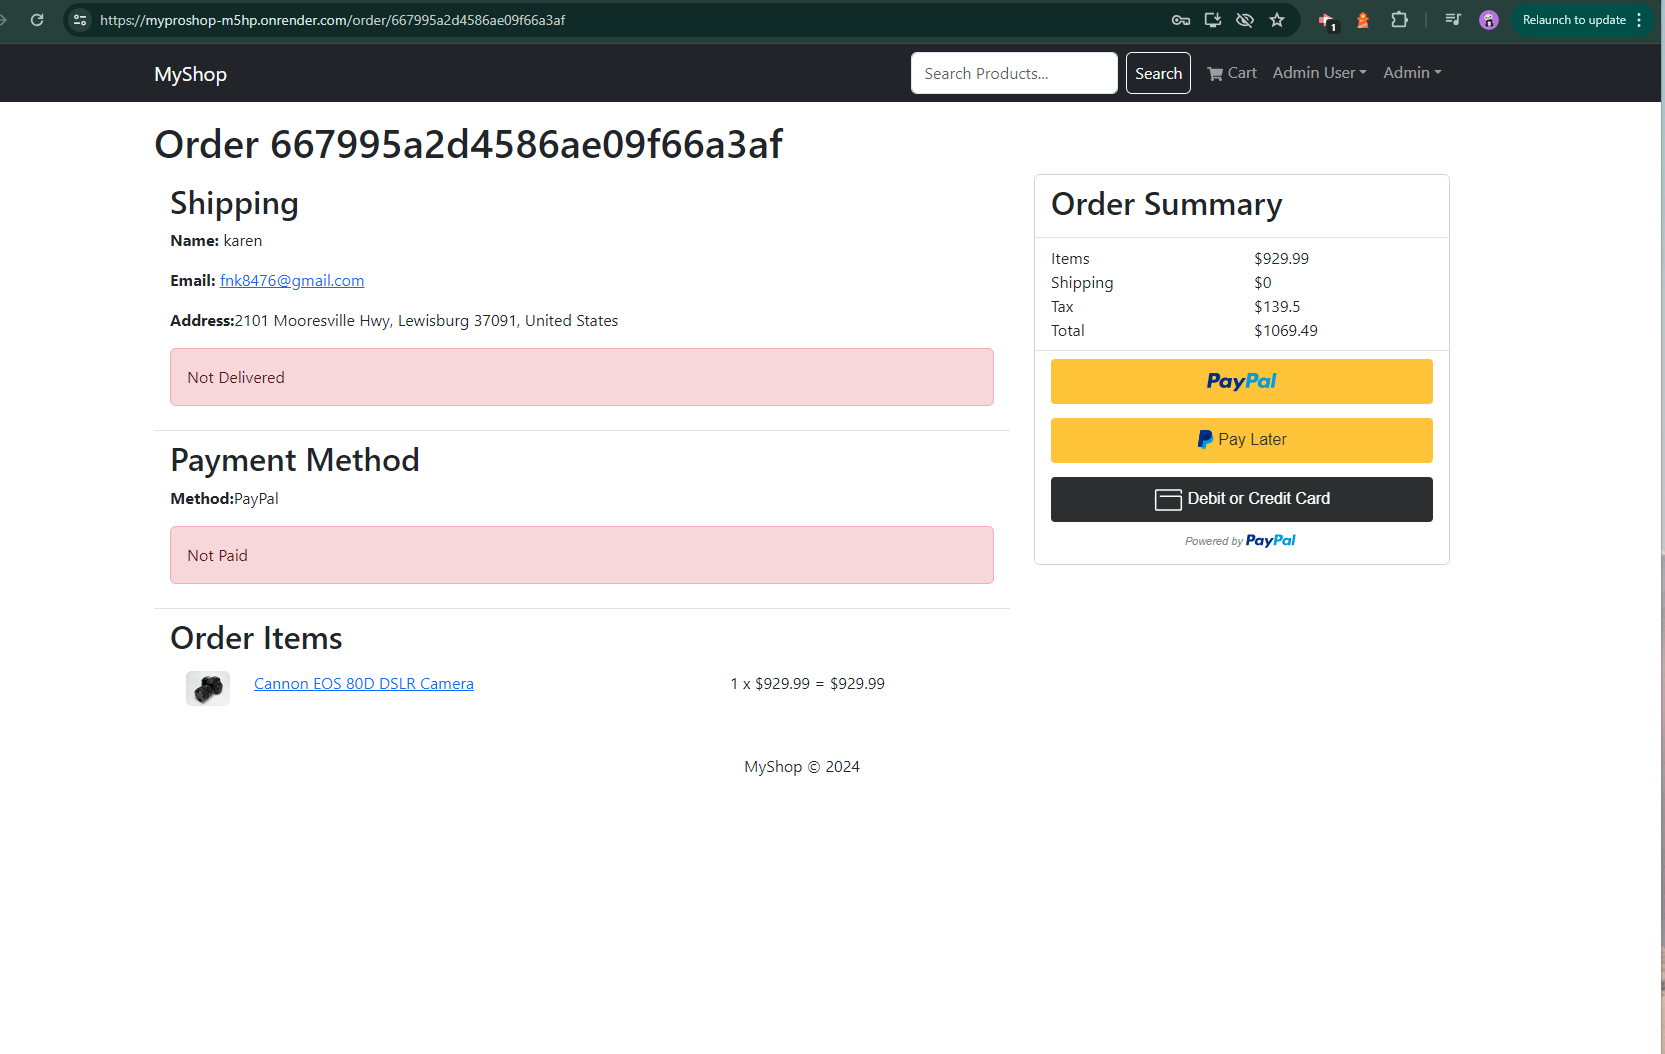 https://myproshop-m5hp.onrender.com/order/667995a2d4586ae09f66a3af
1
Relaunch to update
MyShop
Search Products...
Search
Cart
Admin User
Admin
Order 667995a2d4586ae09f66a3af
Shipping
Name: karen
Email: fnk8476@gmail.com
Address:2101 Mooresville Hwy, Lewisburg 37091, United States
Not Delivered
Payment Method
Method:PayPal
Not Paid
Order Items
Cannon EOS 80D DSLR Camera
1 x $929.99 = $929.99
Order Summary
Items $929.99
Shipping $0
Tax $139.5
Total $1069.49
PayPal
Pay Later
Debit or Credit Card
Powered by PayPal
MyShop © 2024